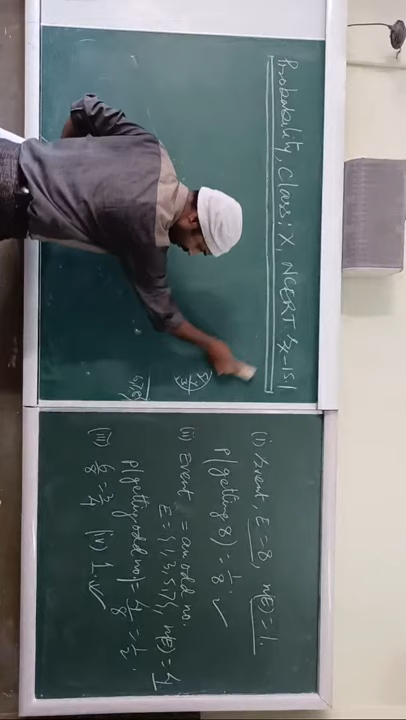 Probability, Class: X, NCERT Ex-15.1
(i) Event, E = 8, n(E) = 1.
P(getting 8) = 1/8 ✓
(ii) Event = an odd no.
E = {1, 3, 5, 7}, n(E) = 4
P(getting odd no.) = 4/8 = 1/2.
(iii) 6/8 = 3/4 (iv) 1. ✓